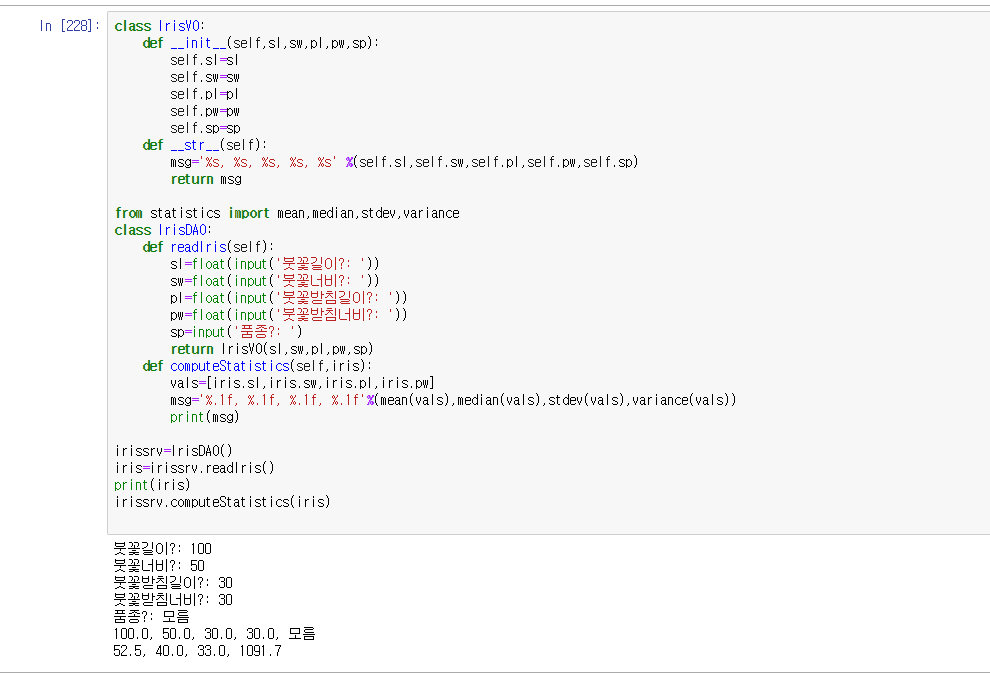 In [228]:
class IrisVO:
    def __init__(self,sl,sw,pl,pw,sp):
        self.sl=sl
        self.sw=sw
        self.pl=pl
        self.pw=pw
        self.sp=sp
    def __str__(self):
        msg='%s, %s, %s, %s, %s' %(self.sl,self.sw,self.pl,self.pw,self.sp)
        return msg

from statistics import mean,median,stdev,variance
class IrisDAO:
    def readIris(self):
        sl=float(input('붓꽃길이?: '))
        sw=float(input('붓꽃너비?: '))
        pl=float(input('붓꽃받침길이?: '))
        pw=float(input('붓꽃받침너비?: '))
        sp=input('품종?: ')
        return IrisVO(sl,sw,pl,pw,sp)
    def computeStatistics(self,iris):
        vals=[iris.sl,iris.sw,iris.pl,iris.pw]
        msg='%.1f, %.1f, %.1f, %.1f'%(mean(vals),median(vals),stdev(vals),variance(vals))
        print(msg)

irissrv=IrisDAO()
iris=irissrv.readIris()
print(iris)
irissrv.computeStatistics(iris)

붓꽃길이?: 100
붓꽃너비?: 50
붓꽃받침길이?: 30
붓꽃받침너비?: 30
품종?: 모름
100.0, 50.0, 30.0, 30.0, 모름
52.5, 40.0, 33.0, 1091.7